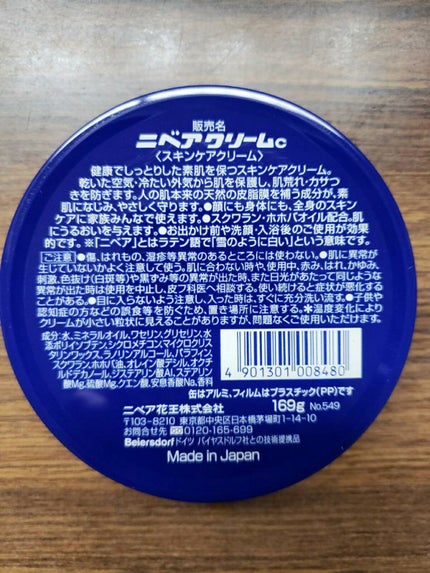 販売名
ニベアクリームc
〈スキンケアクリーム〉
健康でしっとりした素肌を保つスキンケアクリーム。
乾いた空気・冷たい外気から肌を保護し、肌荒れ・カサつ
きを防ぎます。人の肌本来の天然の皮脂膜を補う成分が、素
肌になじみ、やさしく守ります。●顔にも身体にも、全身のスキン
ケアに家族みんなで使えます。●スクワラン・ホホバオイル配合。肌
にうるおいを与えます。●お出かけ前や洗顔・入浴後のご使用が効果
的です。※「ニベア」とはラテン語で「雪のように白い」という意味です。
ご注意 ●傷、はれもの、湿疹等異常のあるところには使わない。●肌に異常が
生じていないかよく注意して使う。肌に合わない時や、使用中、赤み、はれ、かゆみ、
刺激、色抜け(白斑等)や黒ずみ等の異常が出た時、また日光があたって同じような
異常が出た時は使用を中止し、皮フ科医へ相談する。使い続けると症状が悪化する
ことがある。●目に入らないよう注意し、入った時は、すぐに充分洗い流す。●子供や
認知症の方などの誤食等を防ぐため、置き場所に注意する。＊温度変化により
クリームが小さい粒状に見えることがありますが、問題なくご使用いただけます。
成分:水、ミネラルオイル、ワセリン、グリセリン、水
添ポリイソブテン、シクロメチコン、マイクロクリス
タリンワックス、ラノリンアルコール、パラフィン、
スクワラン、ホホバ油、オレイン酸デシル、オクチ
ルドデカノール、ジステアリン酸Al、ステアリン
酸Mg、硫酸Mg、クエン酸、安息香酸Na、香料
4 901301 008480
缶はアルミ、フィルムはプラスチック(PP)です
ニベア花王株式会社
169g No.549
〒103-8210 東京都中央区日本橋茅場町1-14-10
お問合せ先 0120-165-699
Beiersdorf ドイツ バイヤスドルフ社との技術提携品
Made in Japan